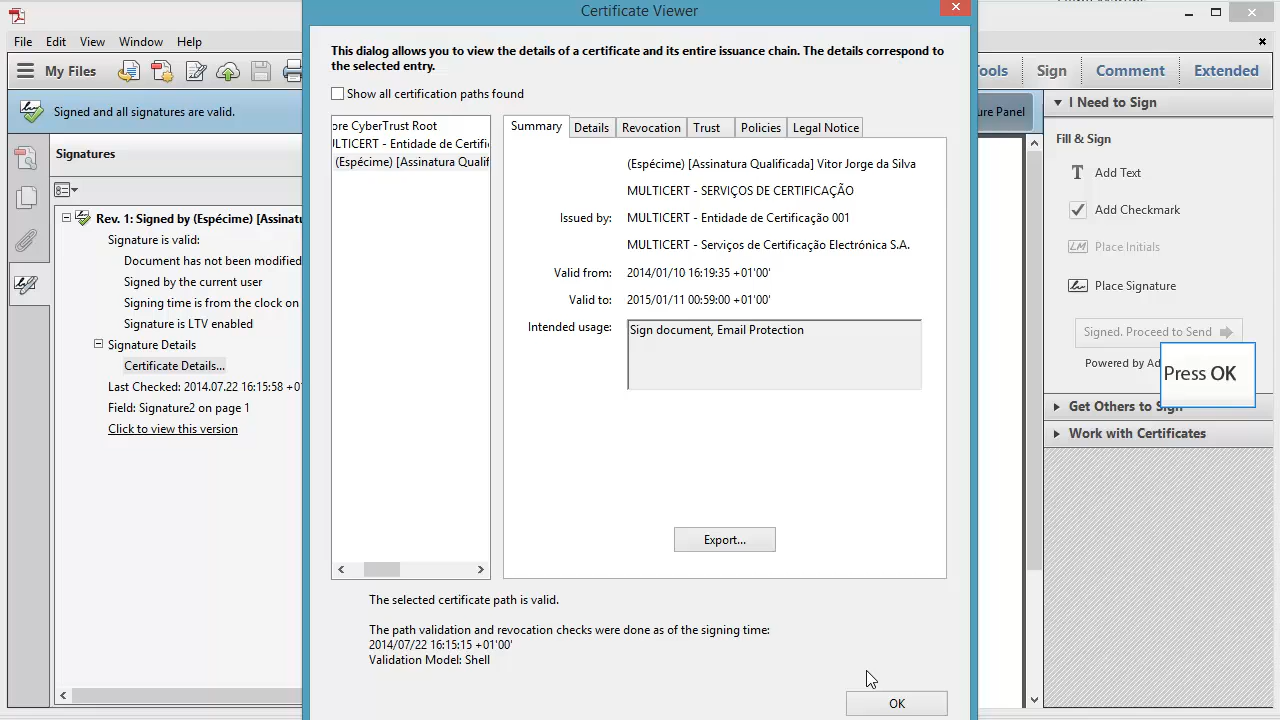 Certificate Viewer
File Edit View Window Help
My Files
Tools Sign Comment Extended
Signed and all signatures are valid.
Signatures
Rev. 1: Signed by (Espécime) [Assinatu
Signature is valid:
Document has not been modified
Signed by the current user
Signing time is from the clock on
Signature is LTV enabled
Signature Details
Certificate Details...
Last Checked: 2014.07.22 16:15:58 +01
Field: Signature2 on page 1
Click to view this version
This dialog allows you to view the details of a certificate and its entire issuance chain. The details correspond to
the selected entry.
Show all certification paths found
ore CyberTrust Root
ULTICERT - Entidade de Certific
(Espécime) [Assinatura Qualif
Summary Details Revocation Trust Policies Legal Notice
(Espécime) [Assinatura Qualificada] Vitor Jorge da Silva
MULTICERT - SERVIÇOS DE CERTIFICAÇÃO
Issued by: MULTICERT - Entidade de Certificação 001
MULTICERT - Serviços de Certificação Electrónica S.A.
Valid from: 2014/01/10 16:19:35 +01'00'
Valid to: 2015/01/11 00:59:00 +01'00'
Intended usage: Sign document, Email Protection
Export...
The selected certificate path is valid.
The path validation and revocation checks were done as of the signing time:
2014/07/22 16:15:15 +01'00'
Validation Model: Shell
OK
ure Panel
I Need to Sign
Fill & Sign
Add Text
Add Checkmark
Place Initials
Place Signature
Signed. Proceed to Send
Powered by Ad
Press OK
Get Others to Sign
Work with Certificates